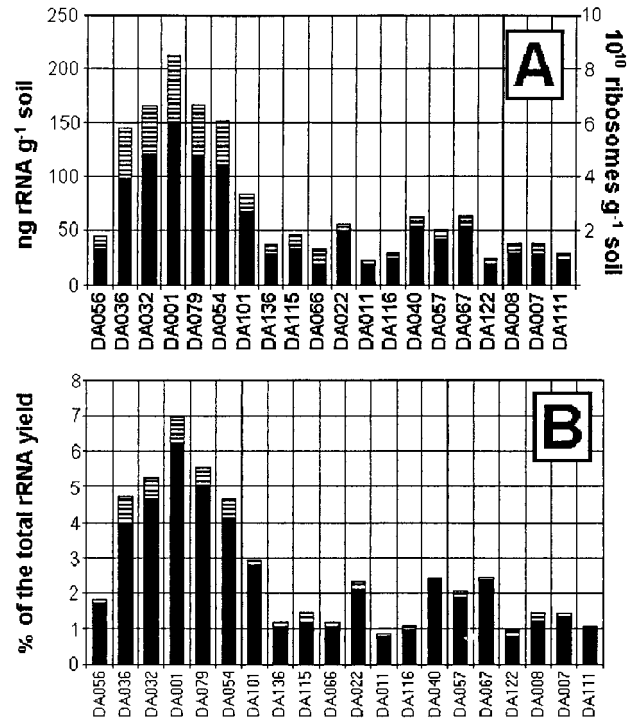 250
200
150
100
50
0
ng rRNA g⁻¹ soil
A
10
8
6
4
2
10¹⁰ ribosomes g⁻¹ soil
DA056 DA036 DA032 DA001 DA079 DA054 DA101 DA136 DA115 DA066 DA022 DA011 DA116 DA040 DA057 DA067 DA122 DA008 DA007 DA111
8
7
6
5
4
3
2
1
0
% of the total rRNA yield
B
DA056 DA036 DA032 DA001 DA079 DA054 DA101 DA136 DA115 DA066 DA022 DA011 DA116 DA040 DA057 DA067 DA122 DA008 DA007 DA111